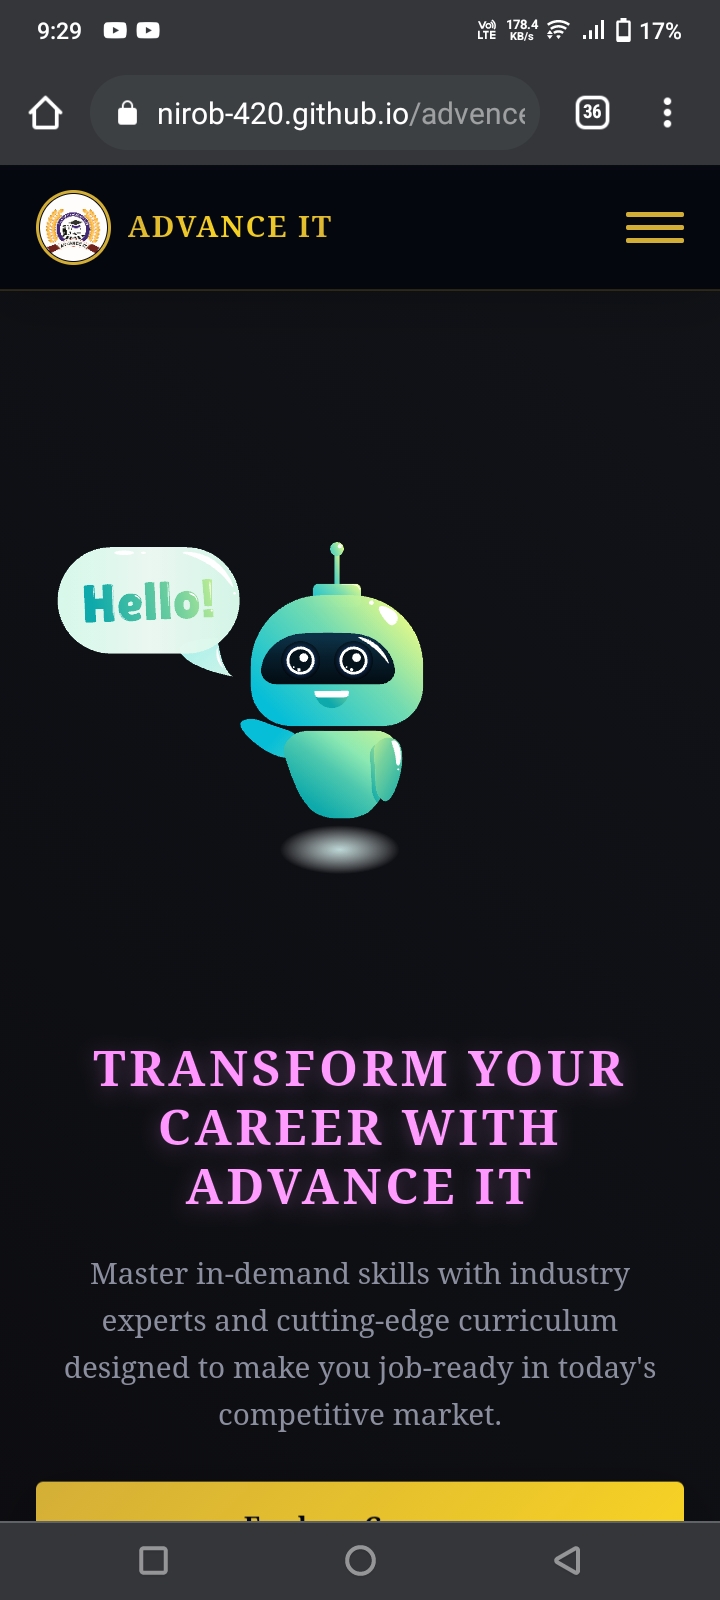 9:29 Vo) LTE 178.4 KB/s 17%
nirob-420.github.io/advence
36
ADVANCE IT
Hello!
TRANSFORM YOUR
CAREER WITH
ADVANCE IT
Master in-demand skills with industry
experts and cutting-edge curriculum
designed to make you job-ready in today's
competitive market.